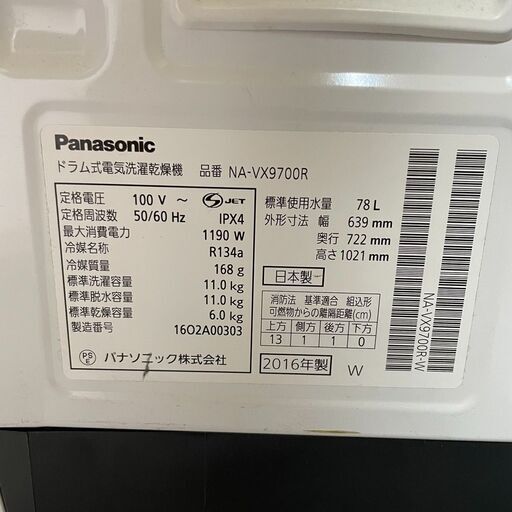 Panasonic
ドラム式電気洗濯乾燥機 品番 NA-VX9700R
定格電圧 100 V ～ S JET
定格周波数 50/60 Hz IPX4
最大消費電力 1190 W
冷媒名称 R134a
冷媒質量 168 g
標準洗濯容量 11.0 kg
標準脱水容量 11.0 kg
標準乾燥容量 6.0 kg
製造番号 16O2A00303
PS E パナソニック株式会社
標準使用水量 78 L
外形寸法 幅 639 mm
奥行 722 mm
高さ 1021 mm
日本製
消防法 基準適合 組込形
可燃物からの離隔距離(cm)
上方 側方 後方 下方
13 1 1 0
2016年製 W
NA-VX9700R-W